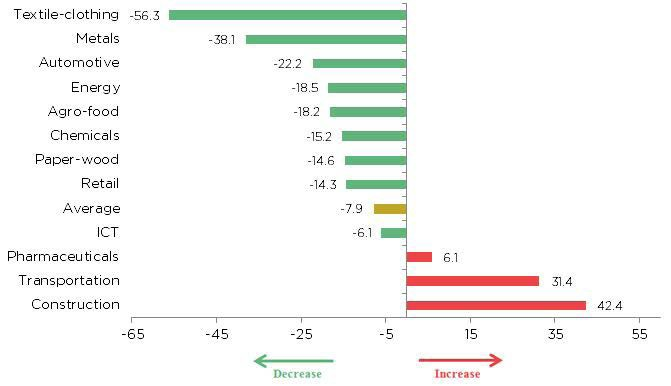 Textile-clothing -56.3
Metals -38.1
Automotive -22.2
Energy -18.5
Agro-food -18.2
Chemicals -15.2
Paper-wood -14.6
Retail -14.3
Average -7.9
ICT -6.1
Pharmaceuticals 6.1
Transportation 31.4
Construction 42.4
-65 -45 -25 -5 15 35 55
Decrease Increase